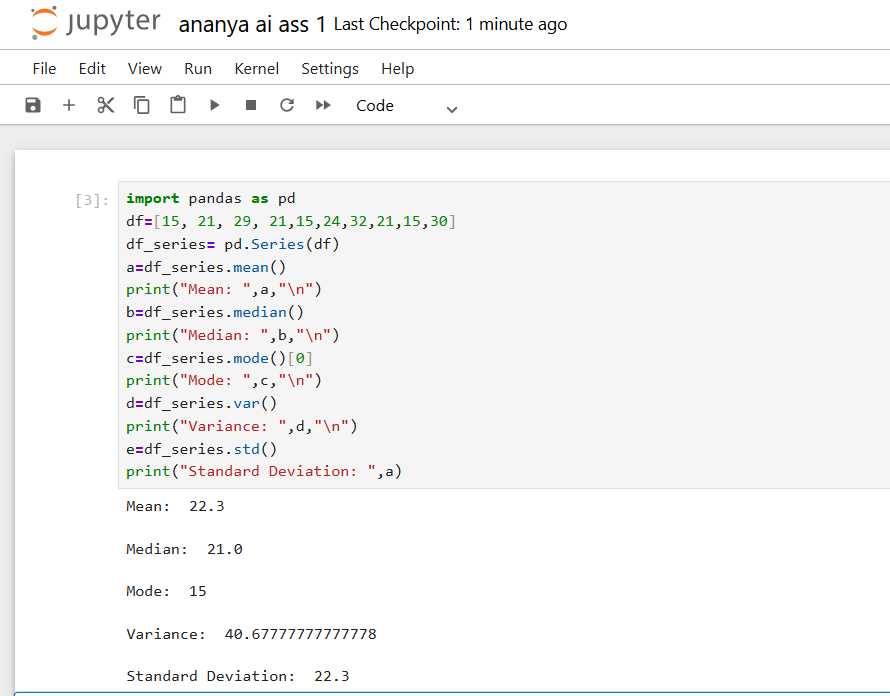 jupyter ananya ai ass 1 Last Checkpoint: 1 minute ago
File Edit View Run Kernel Settings Help
Code
[3]: import pandas as pd
df=[15, 21, 29, 21,15,24,32,21,15,30]
df_series= pd.Series(df)
a=df_series.mean()
print("Mean: ",a,"\n")
b=df_series.median()
print("Median: ",b,"\n")
c=df_series.mode()[0]
print("Mode: ",c,"\n")
d=df_series.var()
print("Variance: ",d,"\n")
e=df_series.std()
print("Standard Deviation: ",a)
Mean:  22.3
Median:  21.0
Mode:  15
Variance:  40.67777777777778
Standard Deviation:  22.3